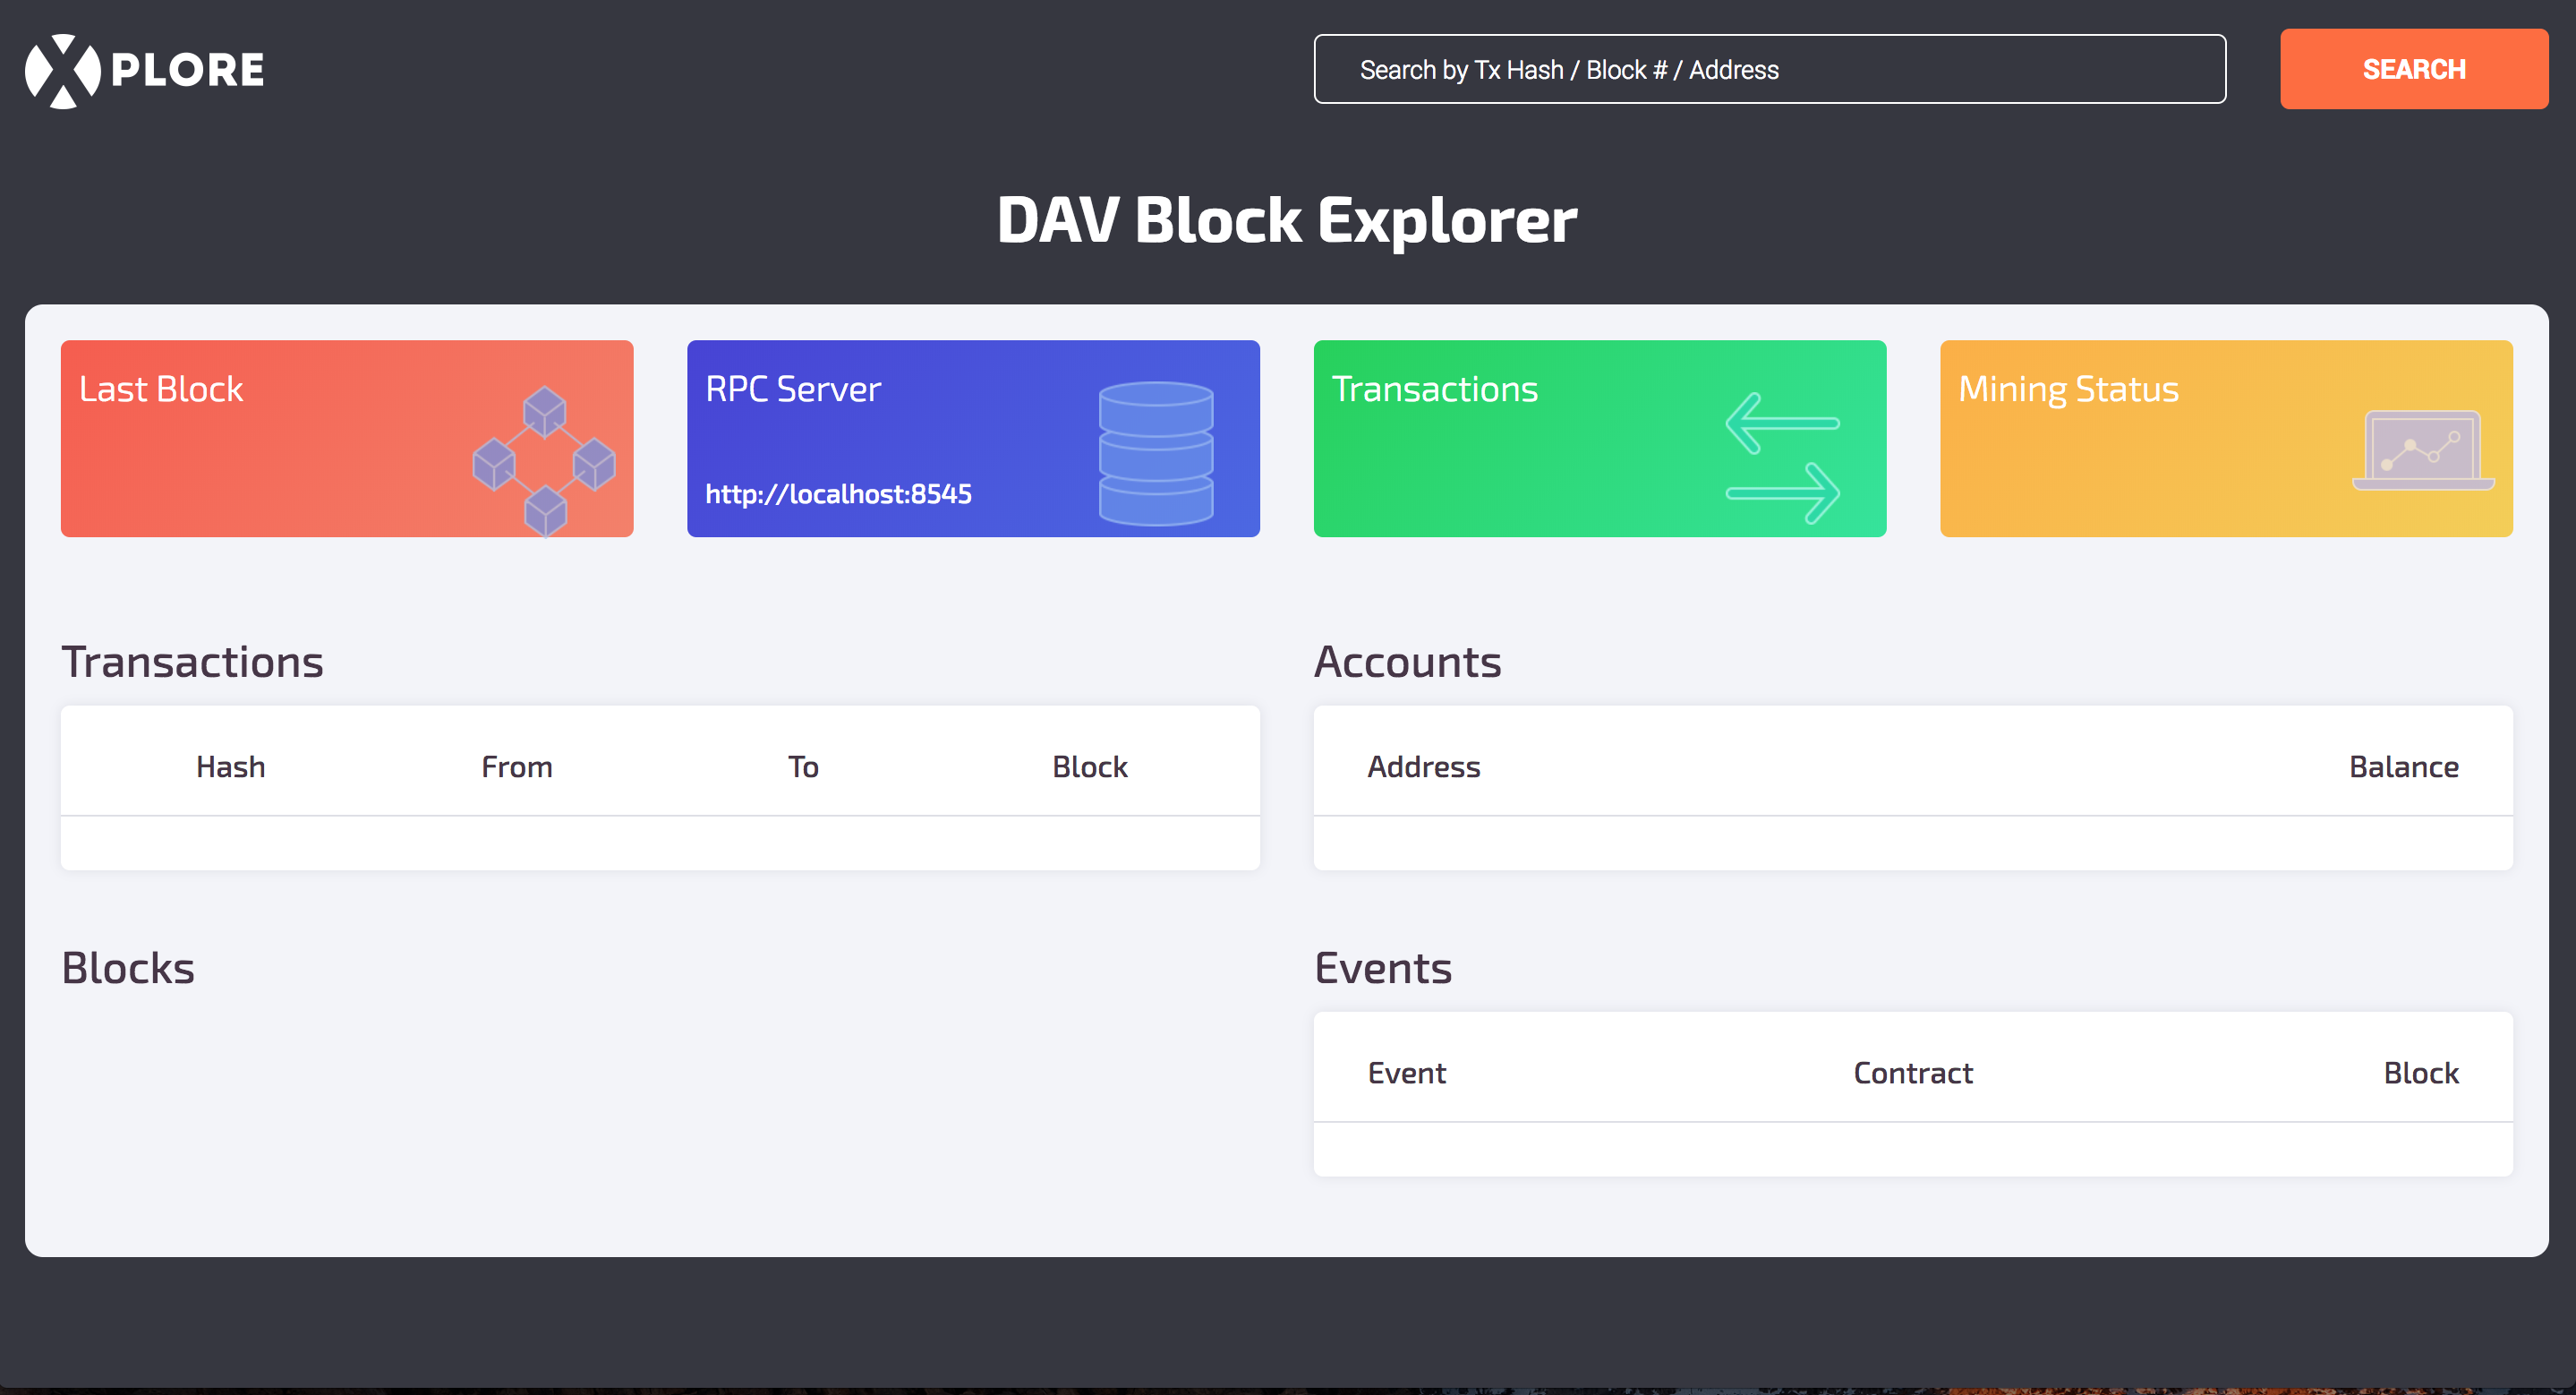 XPLORE
Search by Tx Hash / Block # / Address
SEARCH
DAV Block Explorer
Last Block
RPC Server
http://localhost:8545
Transactions
Mining Status
Transactions
Hash From To Block
Accounts
Address Balance
Blocks
Events
Event Contract Block